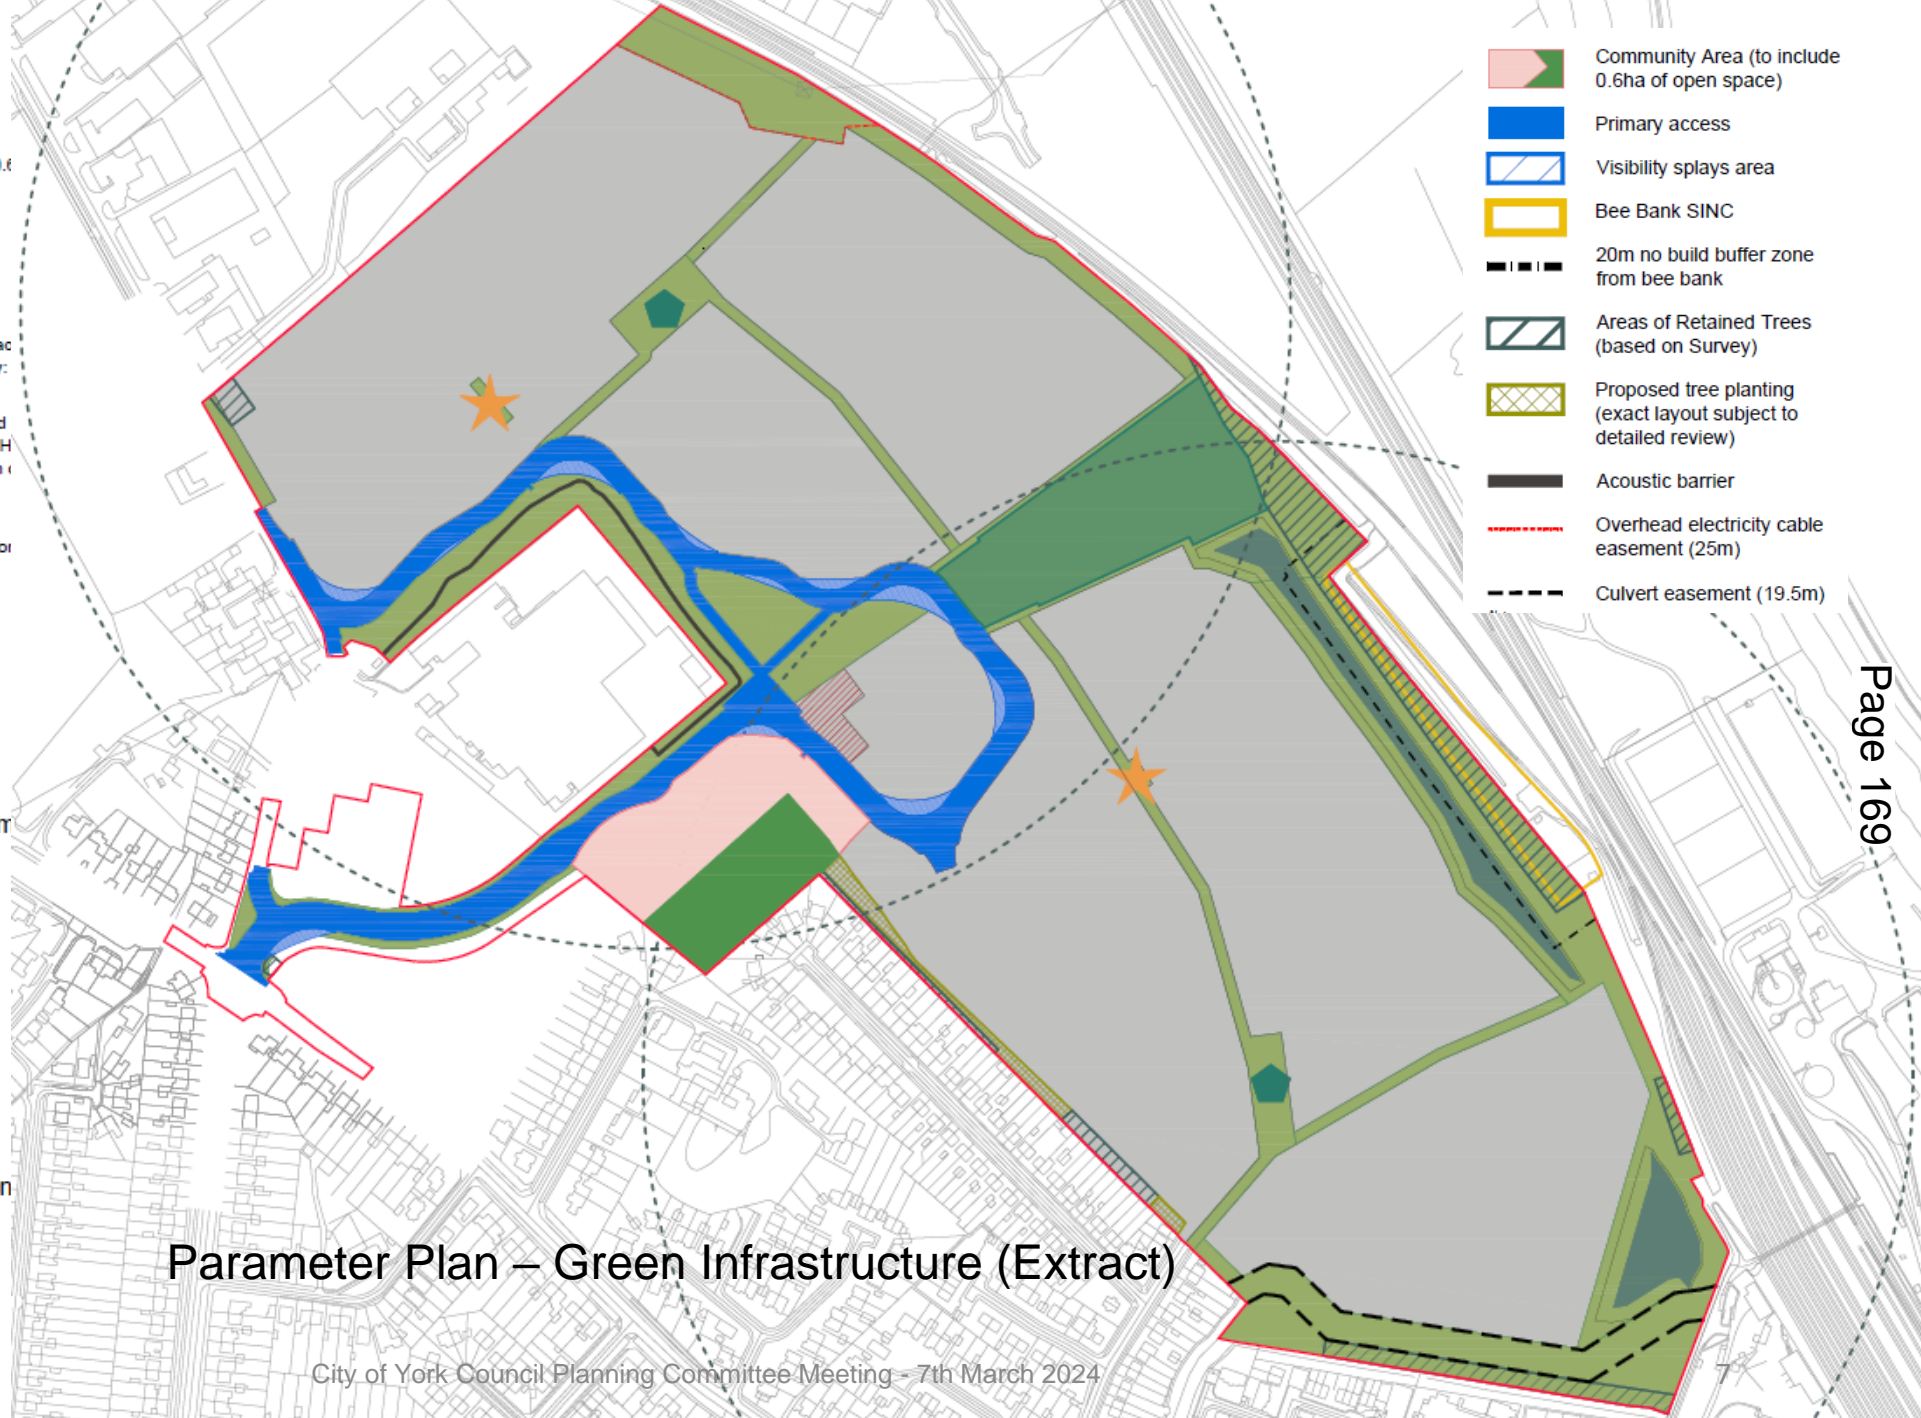 Community Area (to include
0.6ha of open space)
Primary access
Visibility splays area
Bee Bank SINC
20m no build buffer zone
from bee bank
Areas of Retained Trees
(based on Survey)
Proposed tree planting
(exact layout subject to
detailed review)
Acoustic barrier
Overhead electricity cable
easement (25m)
Culvert easement (19.5m)
Page 169
Parameter Plan – Green Infrastructure (Extract)
City of York Council Planning Committee Meeting - 7th March 2024
7